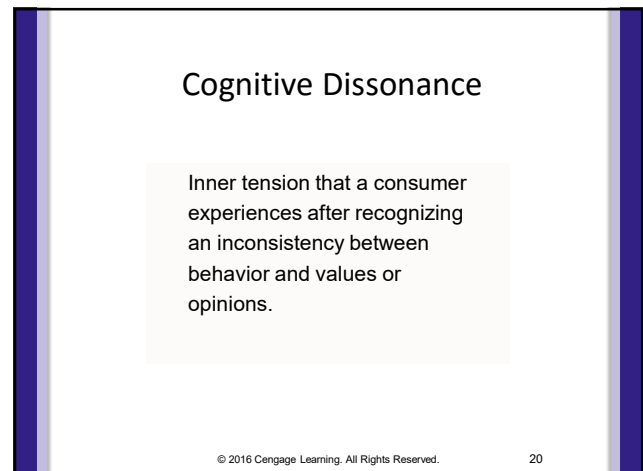 Cognitive Dissonance
Inner tension that a consumer
experiences after recognizing
an inconsistency between
behavior and values or
opinions.
© 2016 Cengage Learning. All Rights Reserved.
20